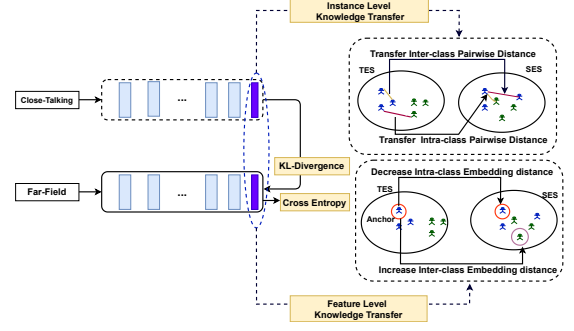 Instance Level
Knowledge Transfer
Transfer Inter-class Pairwise Distance
TES
SES
Close-Talking
...
Transfer Intra-class Pairwise Distance
KL-Divergence
Decrease Intra-class Embedding distance
TES
SES
Far-Field
...
Cross Entropy
Anchor
Increase Inter-class Embedding distance
Feature Level
Knowledge Transfer